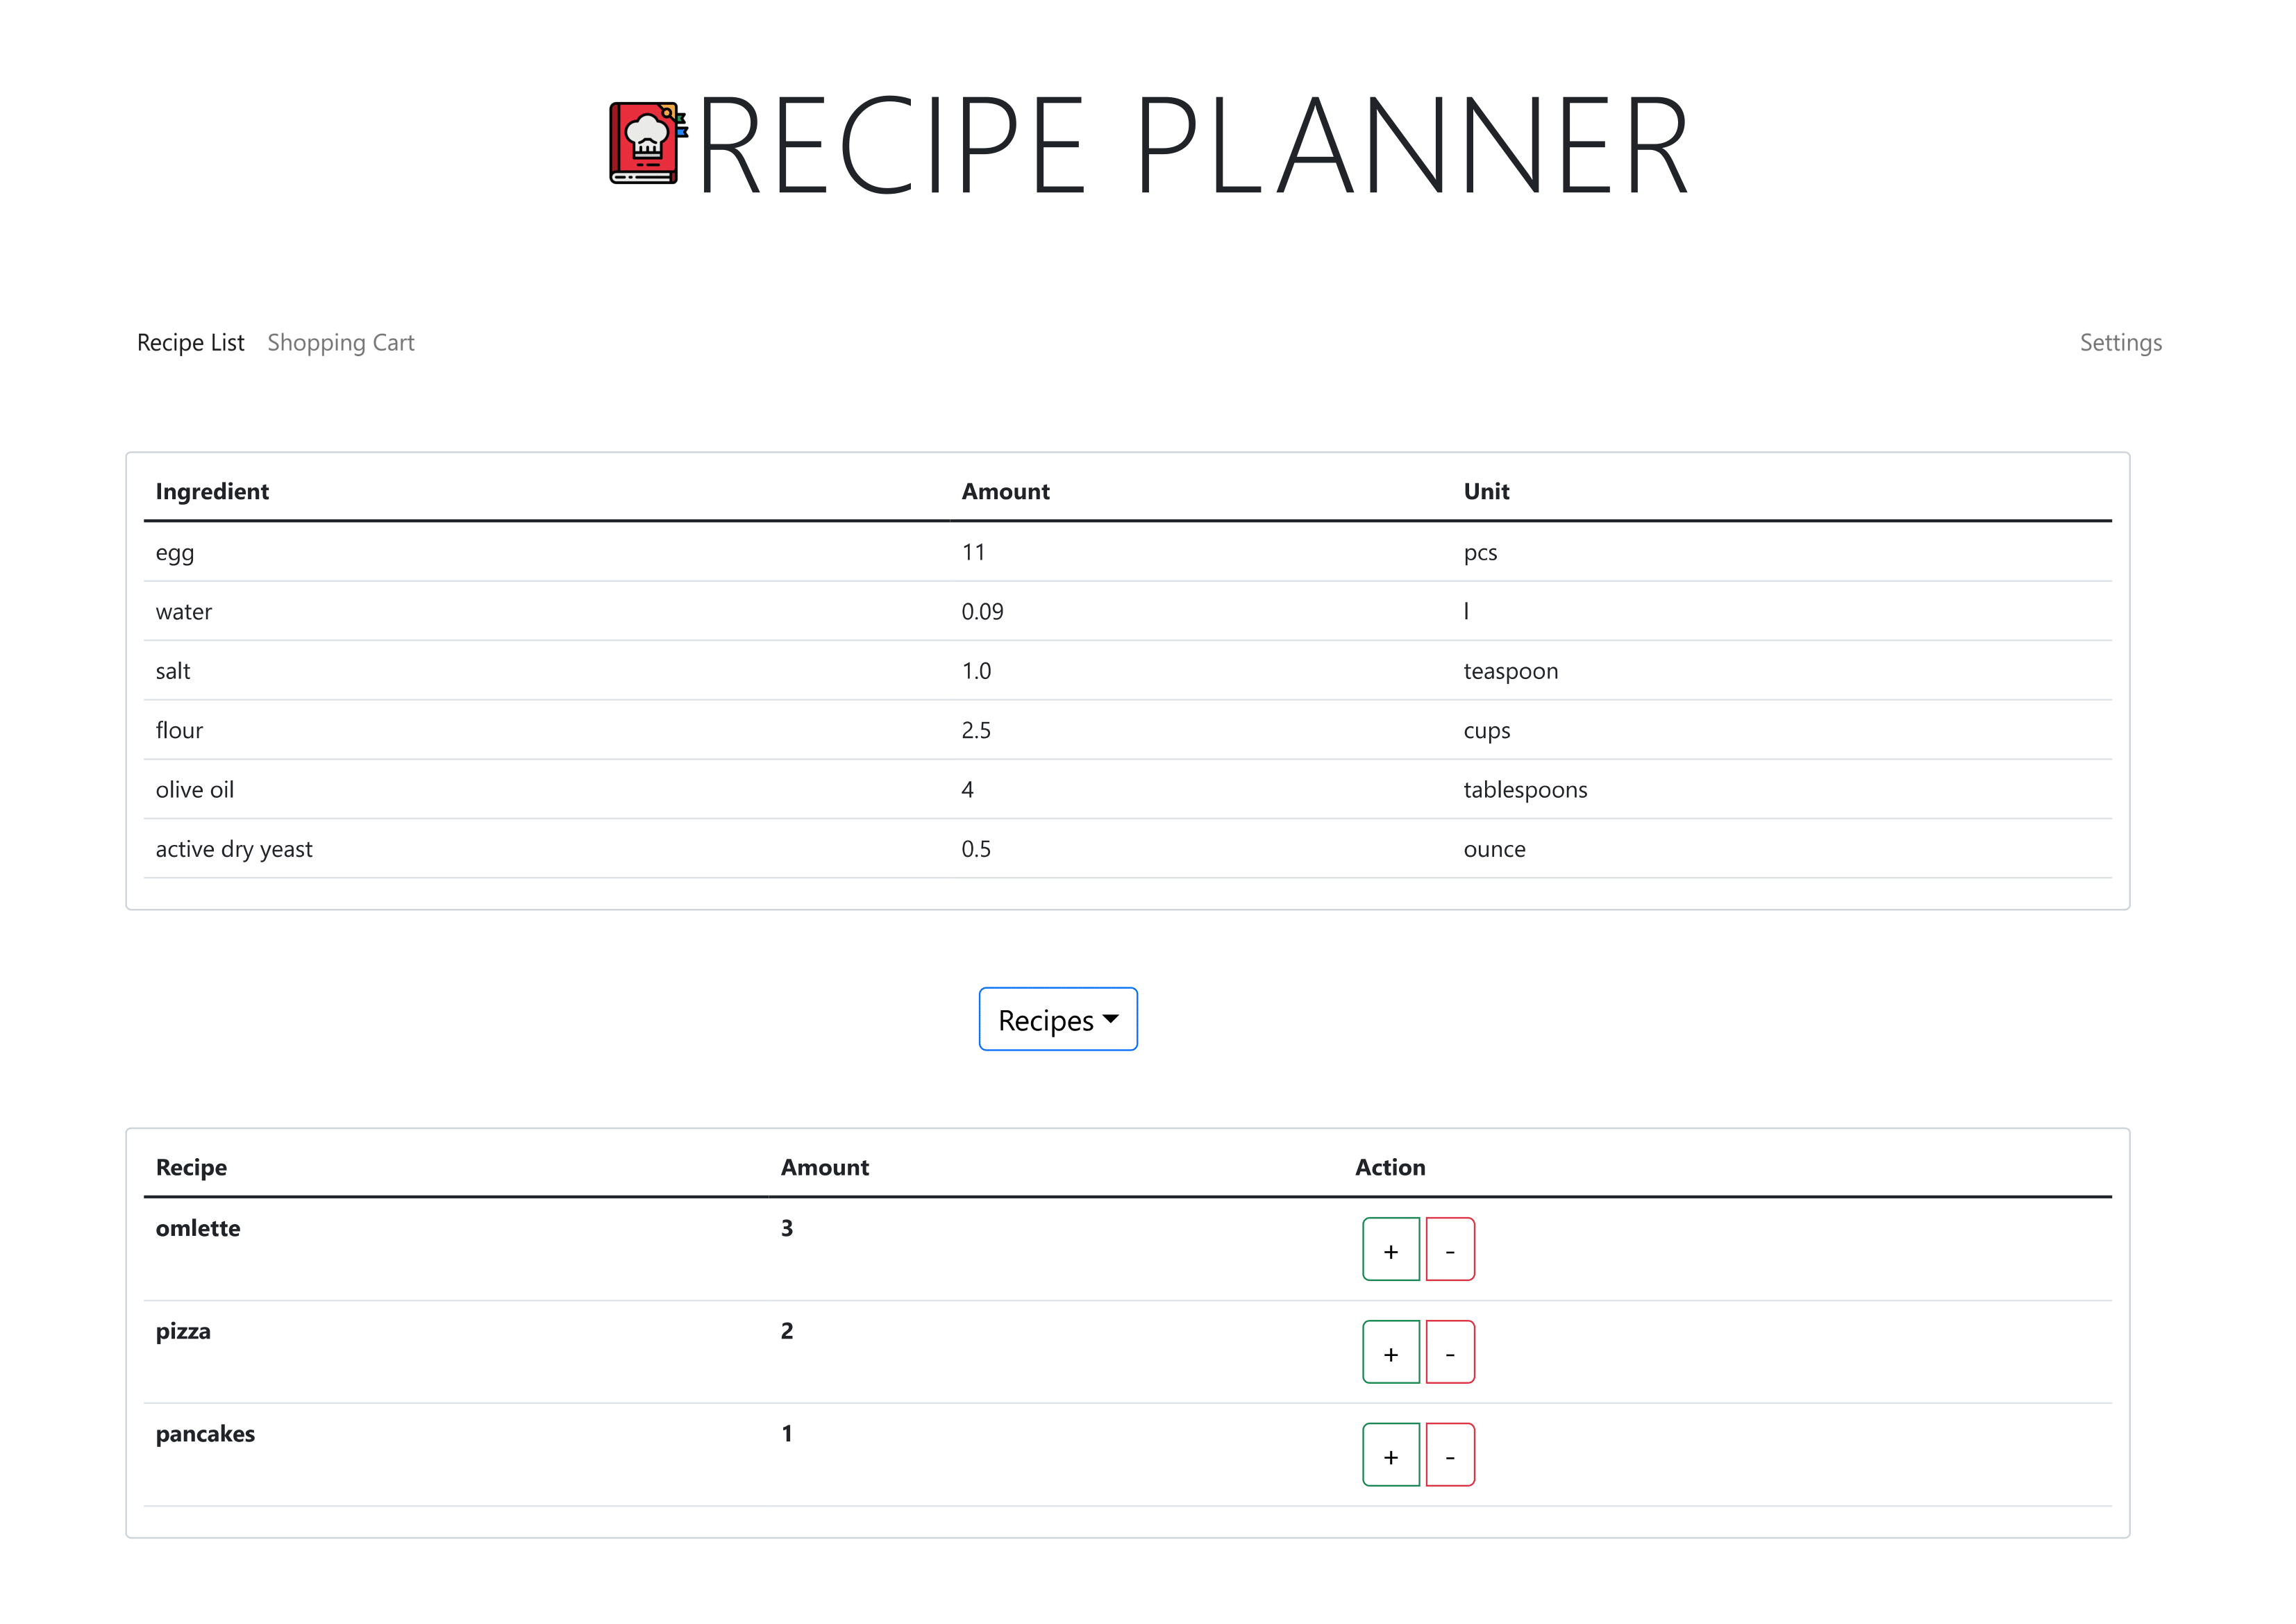 RECIPE PLANNER
Recipe List Shopping Cart Settings
Ingredient Amount Unit
egg 11 pcs
water 0.09 l
salt 1.0 teaspoon
flour 2.5 cups
olive oil 4 tablespoons
active dry yeast 0.5 ounce
Recipes
Recipe Amount Action
omlette 3 + -
pizza 2 + -
pancakes 1 + -